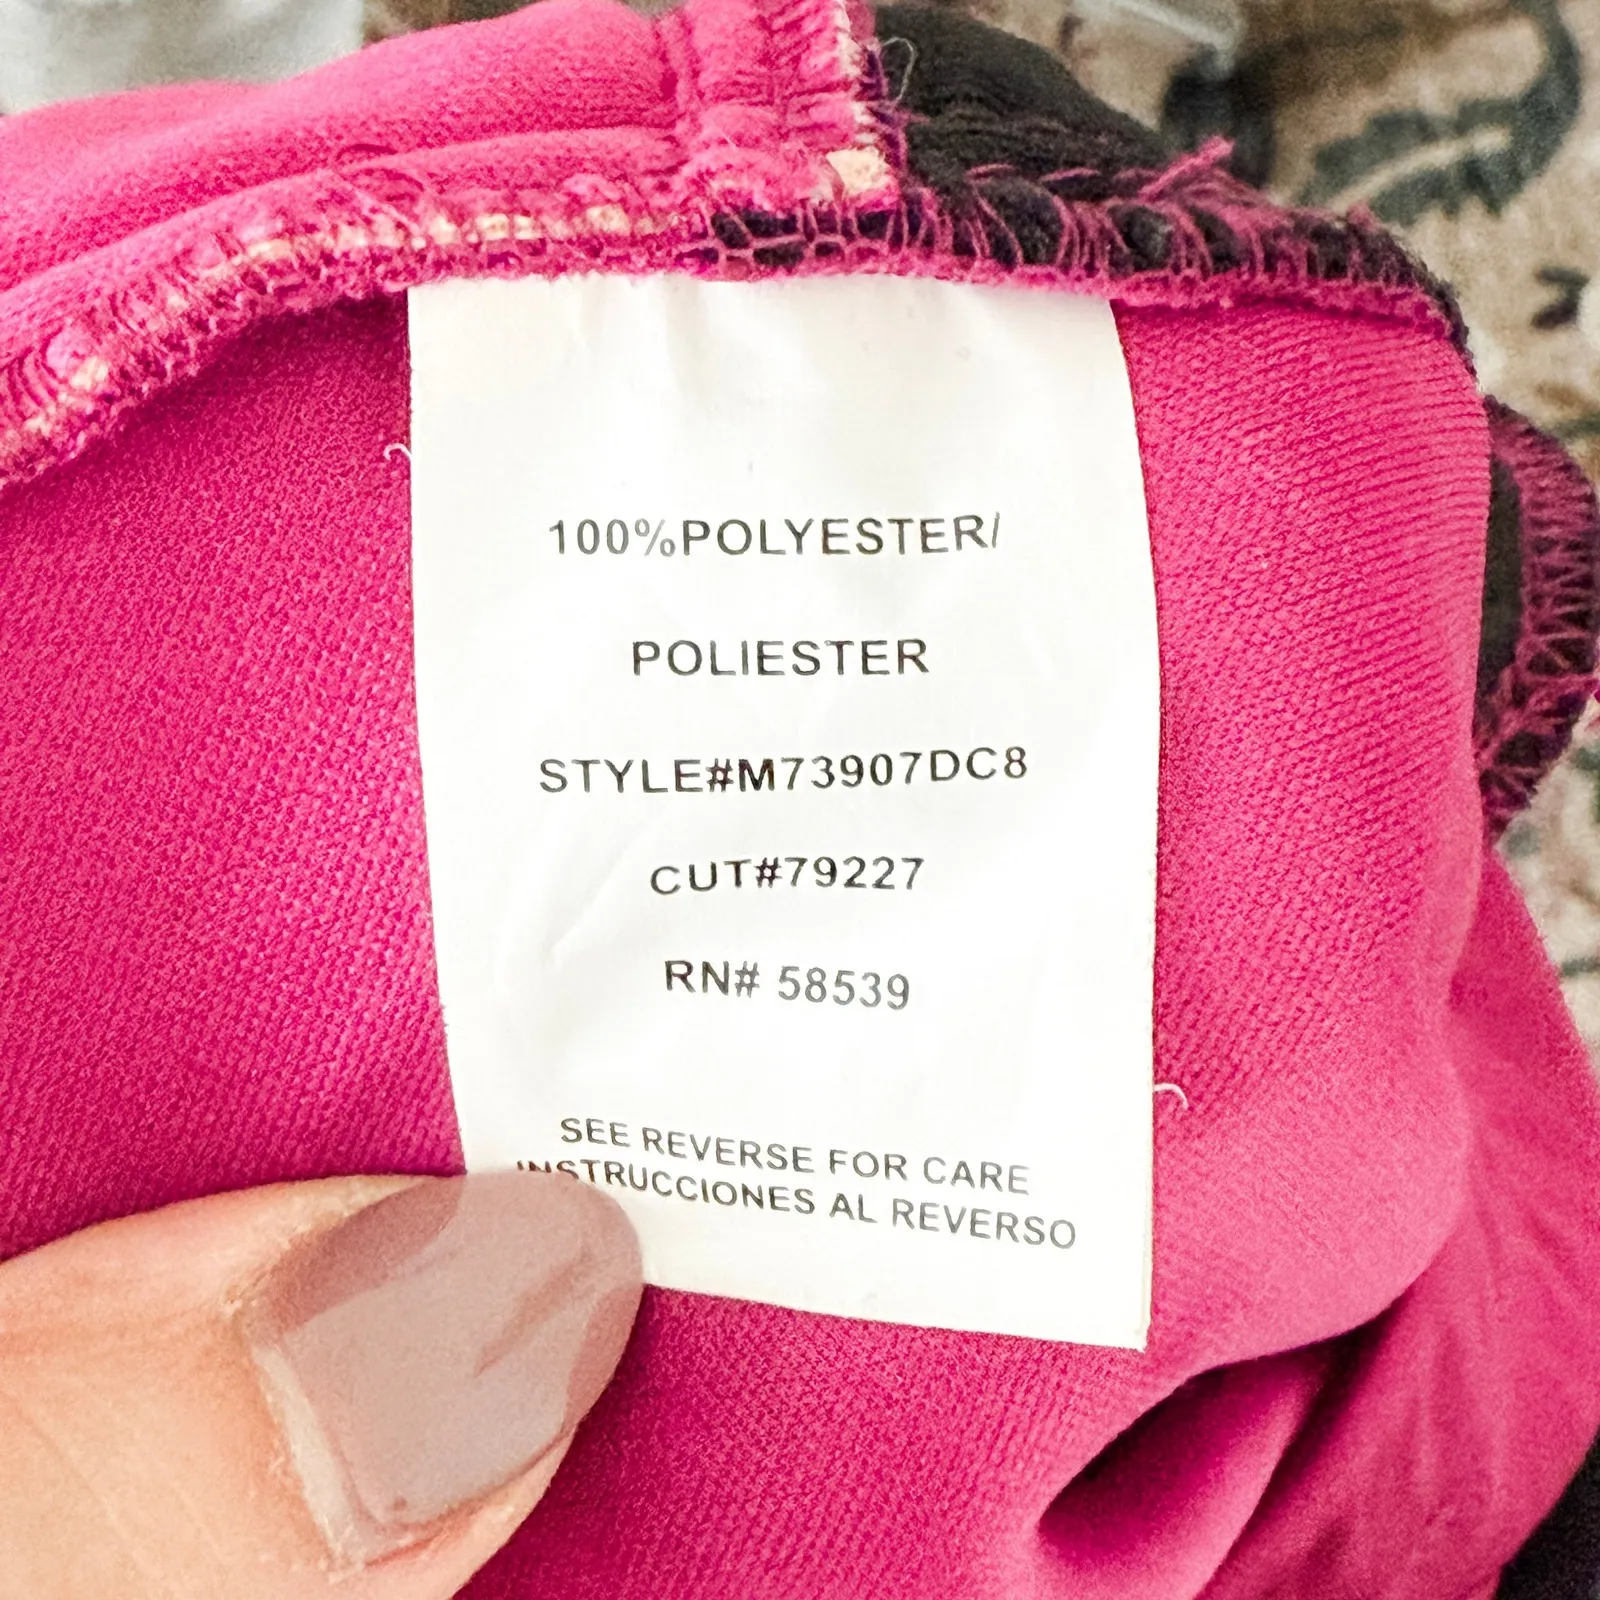 100%POLYESTER/
POLIESTER
STYLE#M73907DC8
CUT#79227
RN# 58539
SEE REVERSE FOR CARE
INSTRUCCIONES AL REVERSO